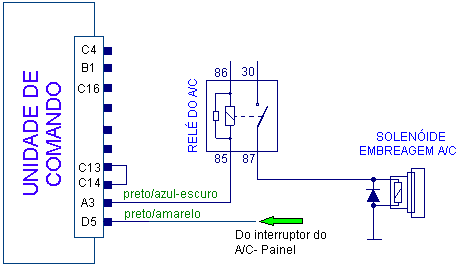 UNIDADE DE
COMANDO
C4
B1
C16
C13
C14
A3
D5
preto/azul-escuro
preto/amarelo
86
30
RELÉ DO A/C
85
87
Do interruptor do
A/C- Painel
SOLENÓIDE
EMBREAGEM A/C